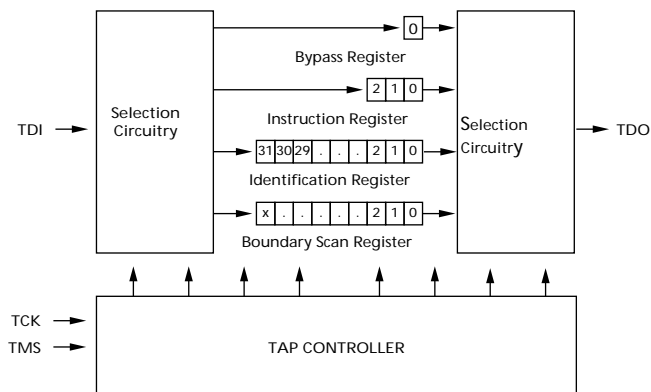 0
Bypass Register
2 1 0
Instruction Register
Selection
Circuitry
TDI
31 30 29 . . . 2 1 0
Identification Register
x . . . . . 2 1 0
Boundary Scan Register
Selection
Circuitry
TDO
TCK
TMS
TAP CONTROLLER